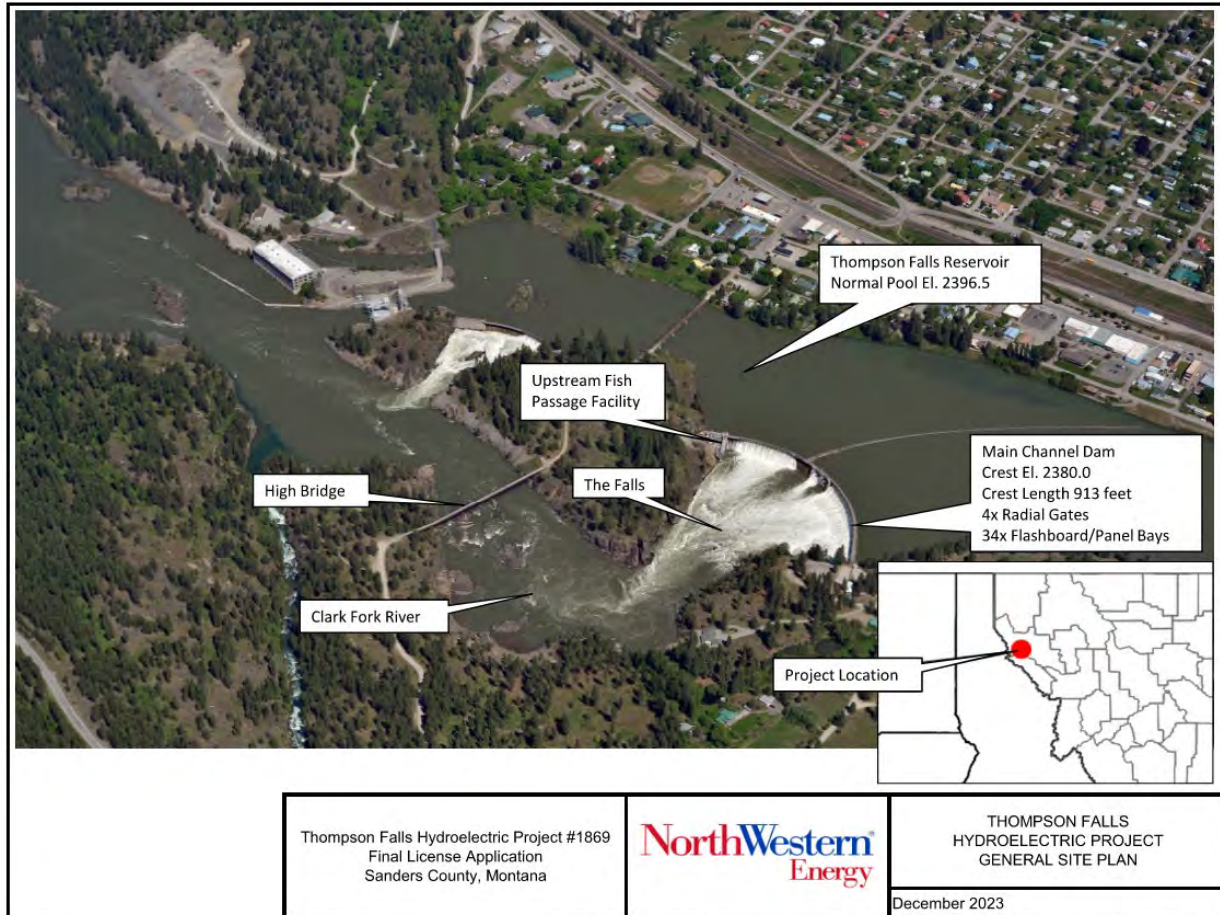 Thompson Falls Reservoir
Normal Pool El. 2396.5
Upstream Fish
Passage Facility
Main Channel Dam
Crest El. 2380.0
Crest Length 913 feet
4x Radial Gates
34x Flashboard/Panel Bays
High Bridge
The Falls
Clark Fork River
Project Location
Thompson Falls Hydroelectric Project #1869
Final License Application
Sanders County, Montana
NorthWestern®
Energy
THOMPSON FALLS
HYDROELECTRIC PROJECT
GENERAL SITE PLAN
December 2023